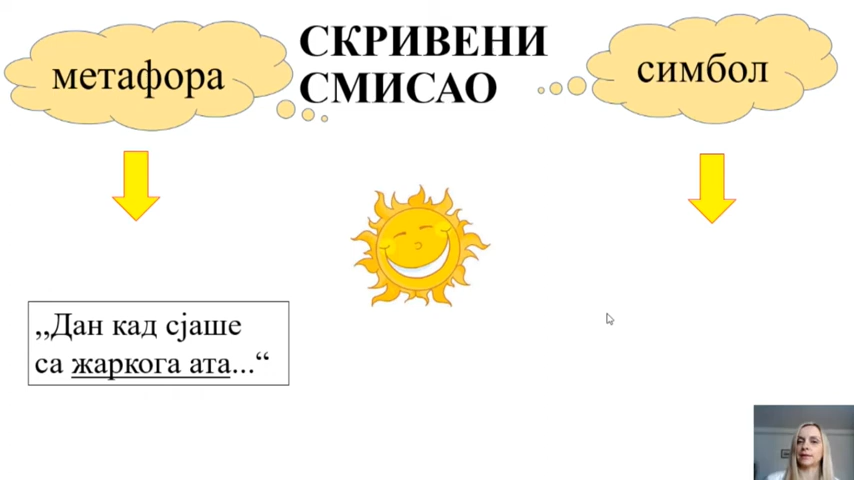 метафора
СКРИВЕНИ
СМИСАО
симбол
,,Дан кад сјаше
са жаркога ата...“